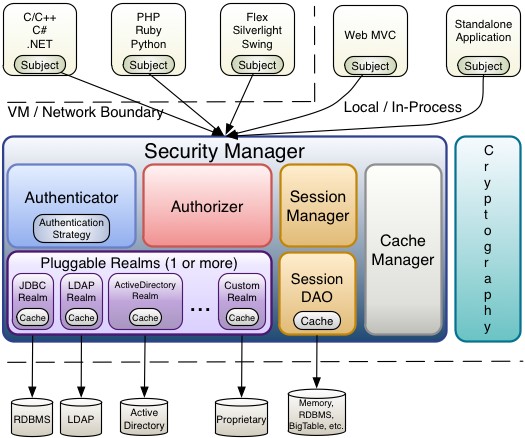 C/C++
C#
.NET
Subject
PHP
Ruby
Python
Subject
Flex
Silverlight
Swing
Subject
Web MVC
Subject
Standalone
Application
Subject
VM / Network Boundary
Local / In-Process
Security Manager
Authenticator
Authentication
Strategy
Authorizer
Session
Manager
Cache
Manager
Cryptography
Pluggable Realms (1 or more)
JDBC
Realm
Cache
LDAP
Realm
Cache
ActiveDirectory
Realm
Cache
...
Custom
Realm
Cache
Session
DAO
Cache
RDBMS
LDAP
Active
Directory
Proprietary
Memory,
RDBMS,
BigTable, etc.